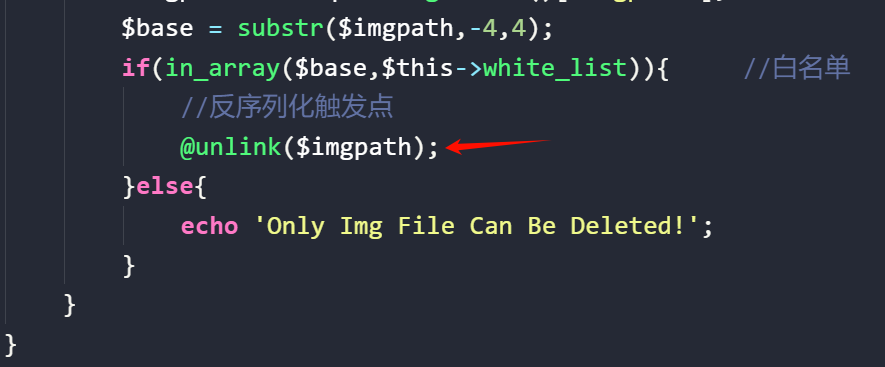 $base = substr($imgpath,-4,4);
if(in_array($base,$this->white_list)){ //白名单
//反序列化触发点
@unlink($imgpath);
}else{
echo 'Only Img File Can Be Deleted!';
}
}
}